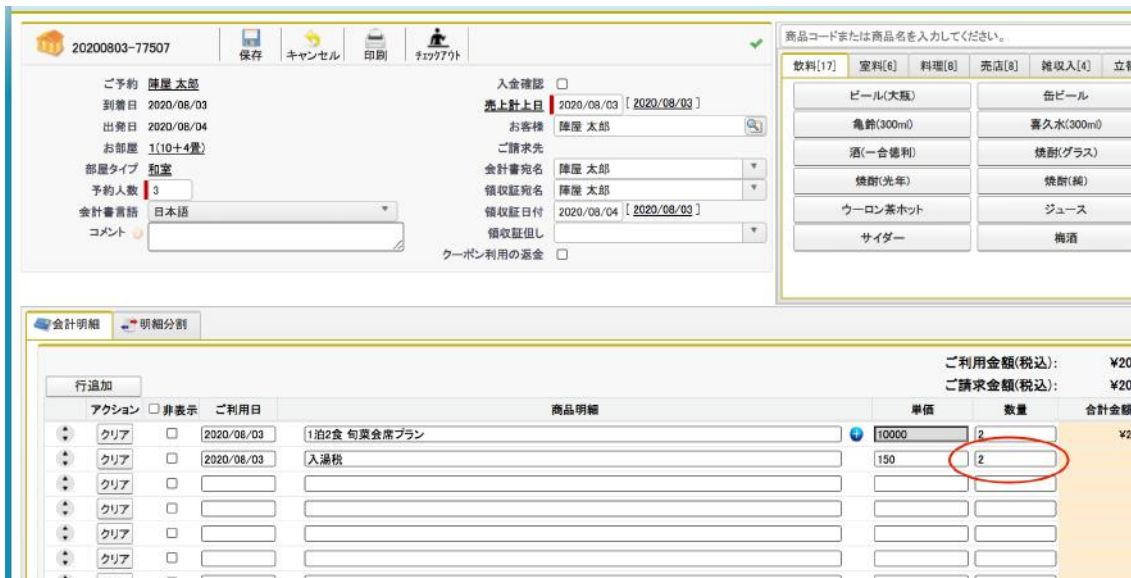 20200803-77507
保存
キャンセル
印刷
ﾁｪｯｸｱｳﾄ
ご予約 陣屋 太郎
到着日 2020/08/03
出発日 2020/08/04
お部屋 1(10+4畳)
部屋タイプ 和室
予約人数 3
会計書言語 日本語
コメント
入金確認
売上計上日 2020/08/03 [ 2020/08/03 ]
お客様 陣屋 太郎
ご請求先
会計書宛名 陣屋 太郎
領収証宛名 陣屋 太郎
領収証日付 2020/08/04 [ 2020/08/03 ]
領収証但し
クーポン利用の返金
商品コードまたは商品名を入力してください。
飲料[17] 室料[6] 料理[8] 売店[8] 雑収入[4] 立替
ビール(大瓶) 缶ビール
亀齢(300ml) 喜久水(300ml)
酒(一合徳利) 焼酎(グラス)
焼酎(光年) 焼酎(純)
ウーロン茶ホット ジュース
サイダー 梅酒
会計明細 明細分割
ご利用金額(税込): ¥20
行追加 ご請求金額(税込): ¥20
アクション 非表示 ご利用日 商品明細 単価 数量 合計金額
クリア 2020/08/03 1泊2食 旬菜会席プラン 10000 2 ¥2
クリア 2020/08/03 入湯税 150 2
クリア
クリア
クリア
クリア